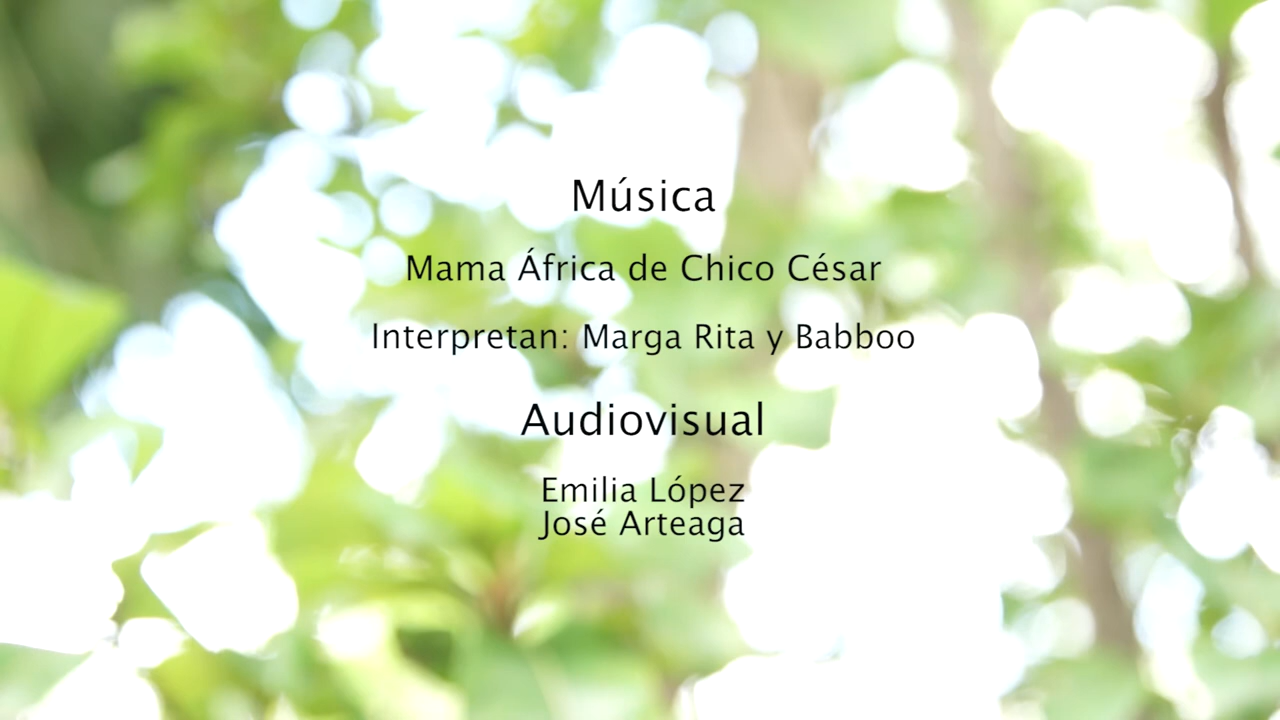 Música
Mama África de Chico César
Interpretan: Marga Rita y Babboo
Audiovisual
Emilia López
José Arteaga